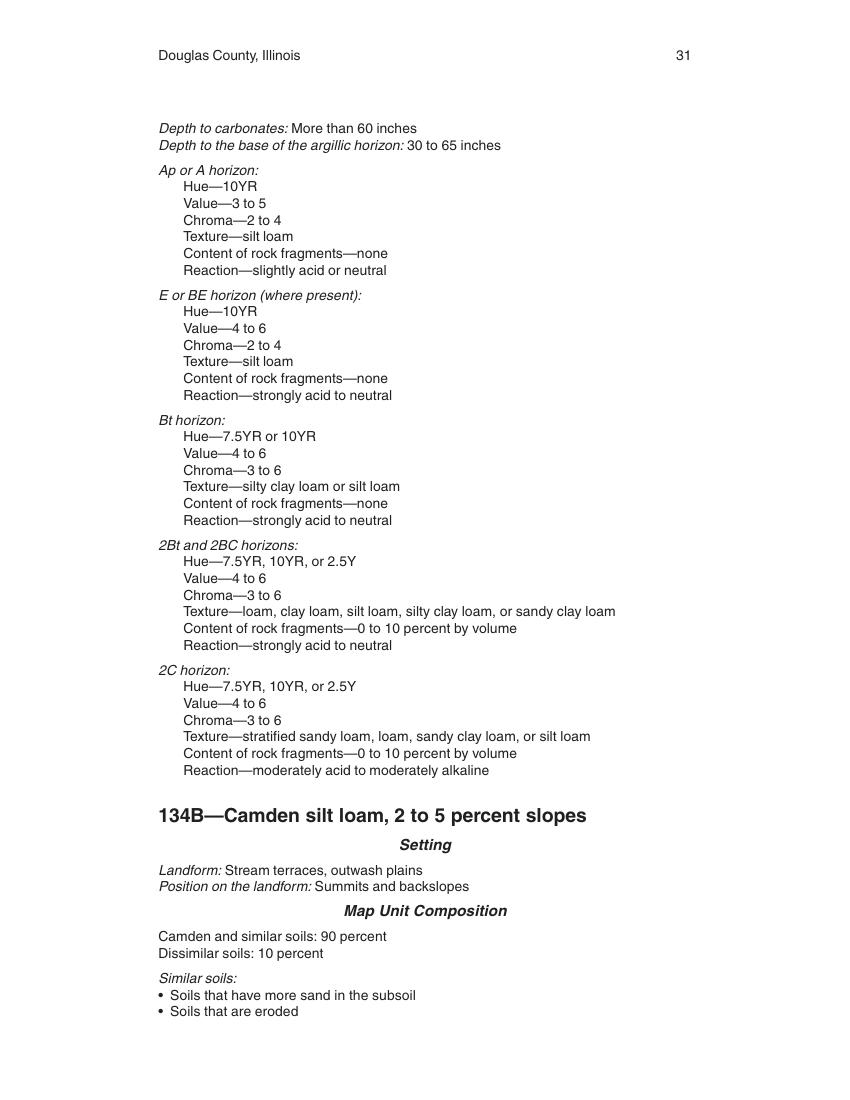 Douglas County, Illinois 31
Depth to carbonates: More than 60 inches
Depth to the base of the argillic horizon: 30 to 65 inches
Ap or A horizon:
Hue—10YR
Value—3 to 5
Chroma—2 to 4
Texture—silt loam
Content of rock fragments—none
Reaction—slightly acid or neutral
E or BE horizon (where present):
Hue—10YR
Value—4 to 6
Chroma—2 to 4
Texture—silt loam
Content of rock fragments—none
Reaction—strongly acid to neutral
Bt horizon:
Hue—7.5YR or 10YR
Value—4 to 6
Chroma—3 to 6
Texture—silty clay loam or silt loam
Content of rock fragments—none
Reaction—strongly acid to neutral
2Bt and 2BC horizons:
Hue—7.5YR, 10YR, or 2.5Y
Value—4 to 6
Chroma—3 to 6
Texture—loam, clay loam, silt loam, silty clay loam, or sandy clay loam
Content of rock fragments—0 to 10 percent by volume
Reaction—strongly acid to neutral
2C horizon:
Hue—7.5YR, 10YR, or 2.5Y
Value—4 to 6
Chroma—3 to 6
Texture—stratified sandy loam, loam, sandy clay loam, or silt loam
Content of rock fragments—0 to 10 percent by volume
Reaction—moderately acid to moderately alkaline
134B—Camden silt loam, 2 to 5 percent slopes
Setting
Landform: Stream terraces, outwash plains
Position on the landform: Summits and backslopes
Map Unit Composition
Camden and similar soils: 90 percent
Dissimilar soils: 10 percent
Similar soils:
• Soils that have more sand in the subsoil
• Soils that are eroded